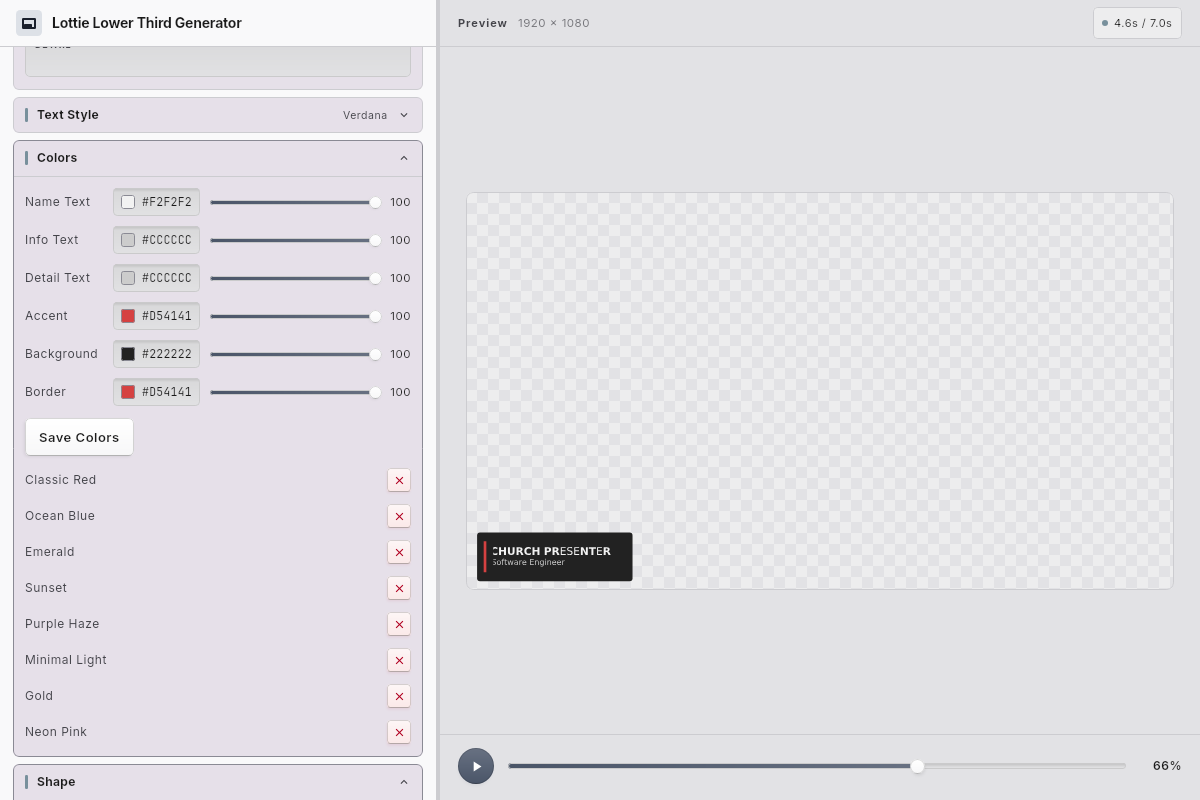 Lottie Lower Third Generator
Preview 1920 × 1080
4.6s / 7.0s
Text Style Verdana
Colors
Name Text #F2F2F2 100
Info Text #CCCCCC 100
Detail Text #CCCCCC 100
Accent #D54141 100
Background #222222 100
Border #D54141 100
Save Colors
Classic Red
Ocean Blue
Emerald
Sunset
Purple Haze
Minimal Light
Gold
Neon Pink
Shape
CHURCH PRESENTER
Software Engineer
66%